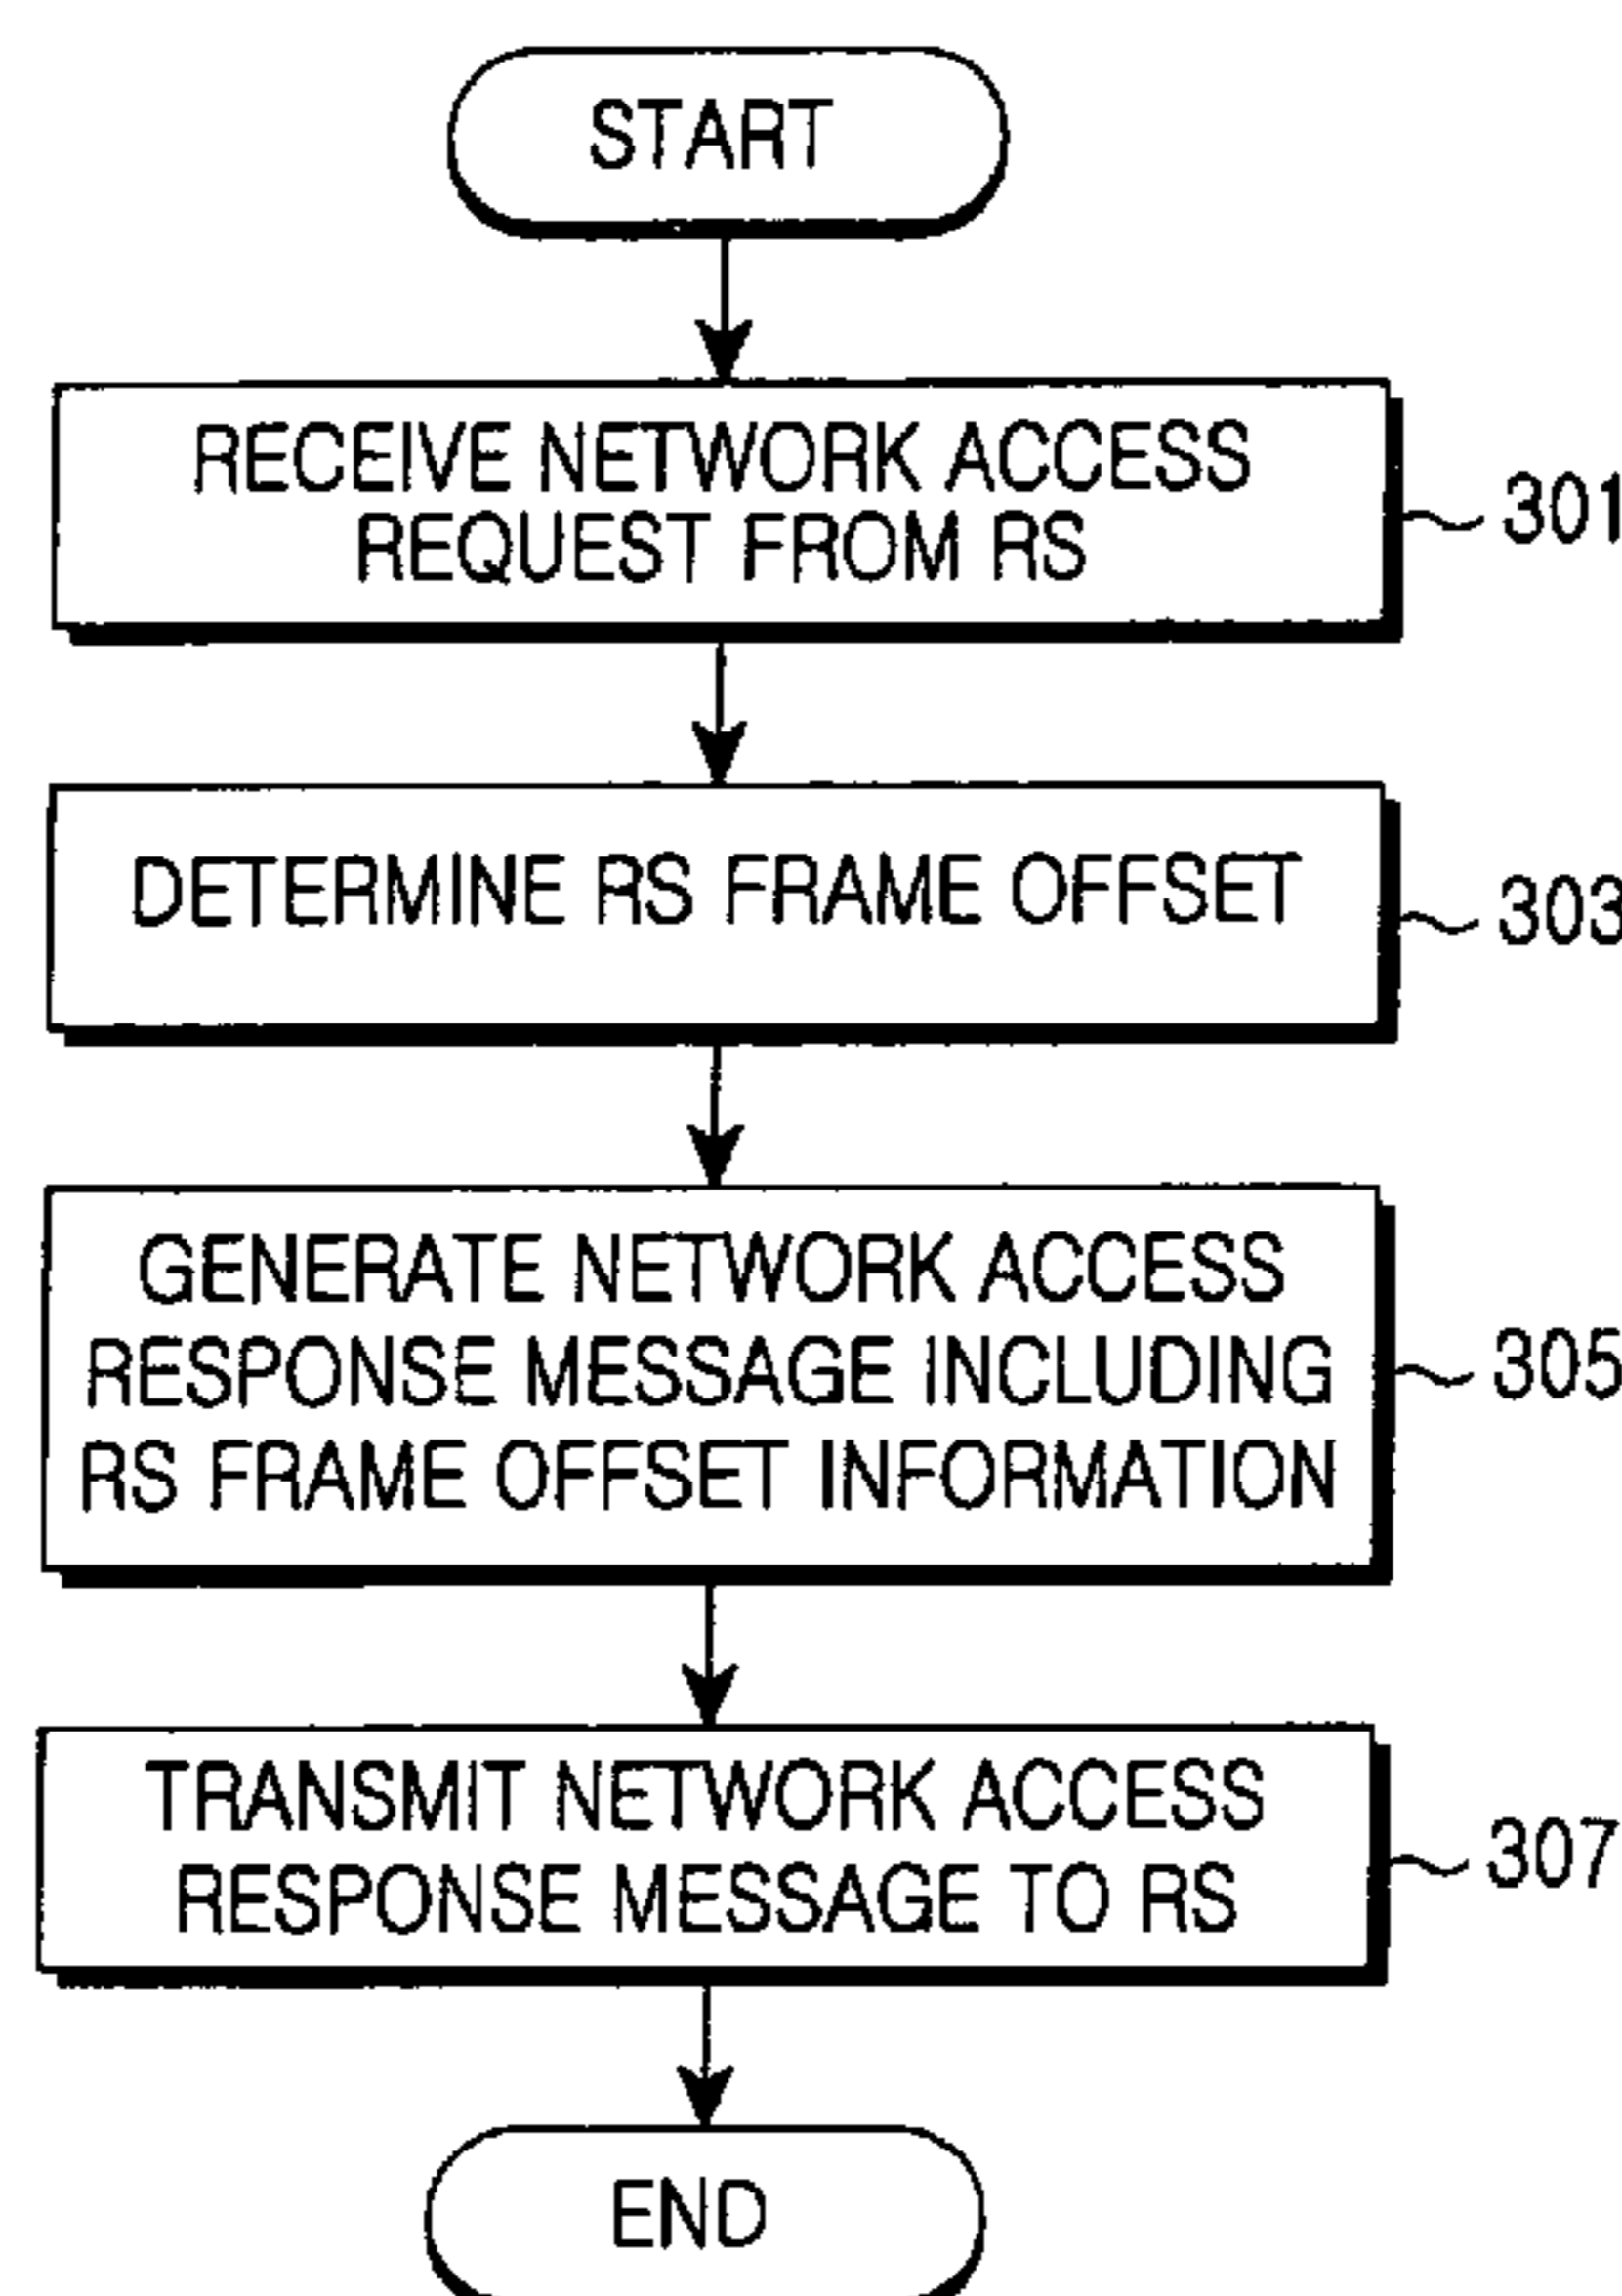 START
RECEIVE NETWORK ACCESS
REQUEST FROM RS
301
DETERMINE RS FRAME OFFSET
303
GENERATE NETWORK ACCESS
RESPONSE MESSAGE INCLUDING
RS FRAME OFFSET INFORMATION
305
TRANSMIT NETWORK ACCESS
RESPONSE MESSAGE TO RS
307
END